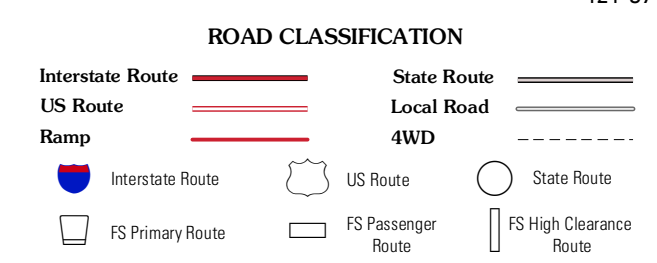 ROAD CLASSIFICATION
Interstate Route
State Route
US Route
Local Road
Ramp
4WD
Interstate Route
US Route
State Route
FS Primary Route
FS Passenger
Route
FS High Clearance
Route